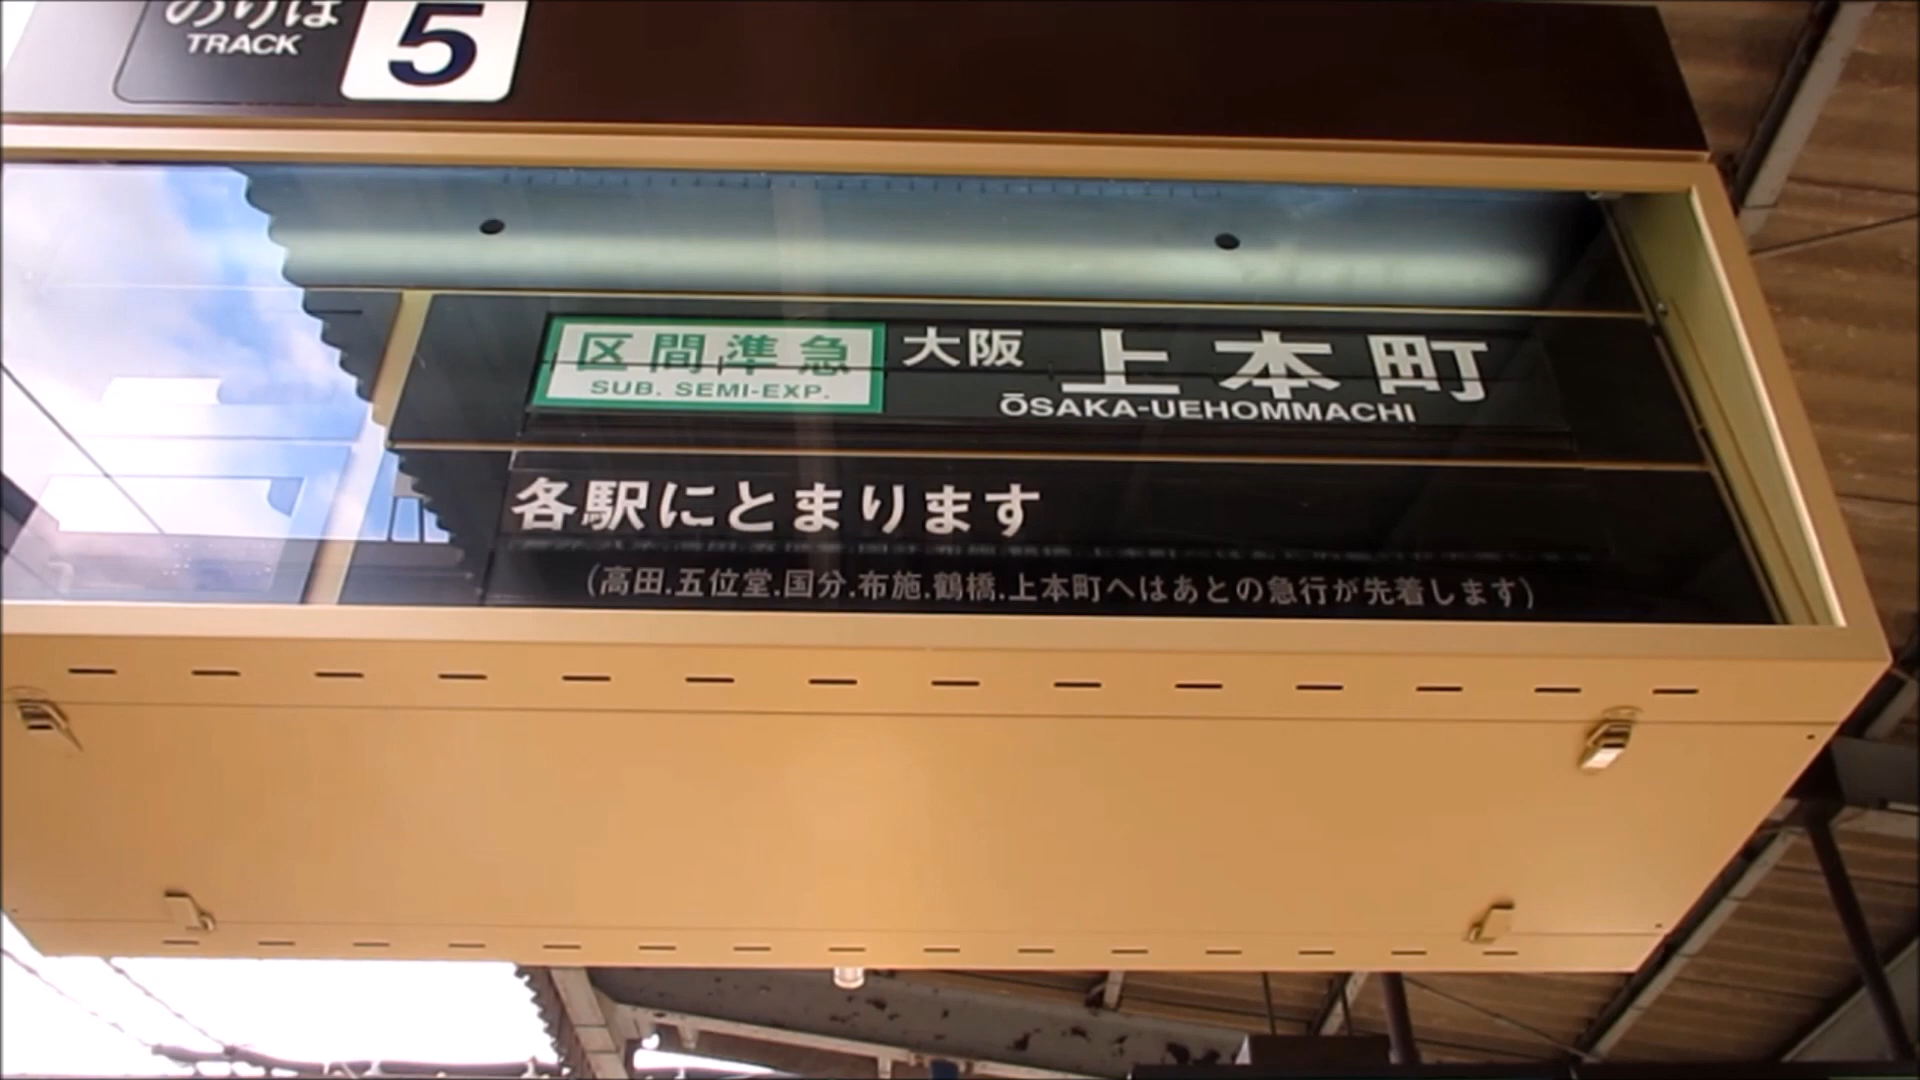 のりば
TRACK
5
区間準急
SUB. SEMI-EXP.
大阪 上本町
ŌSAKA-UEHOMMACHI
各駅にとまります
(高田.五位堂.国分.布施.鶴橋.上本町へはあとの急行が先着します)